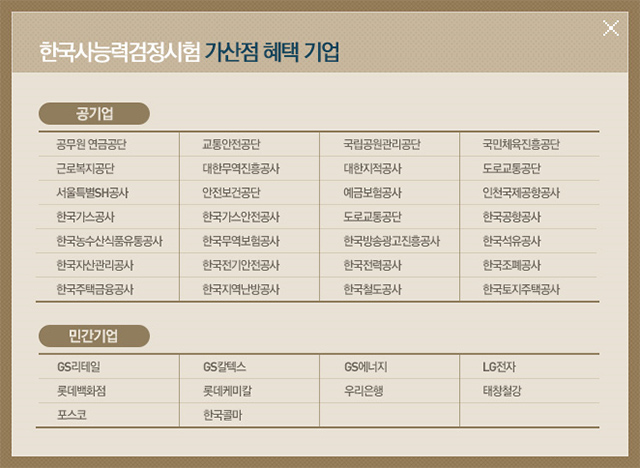 한국사능력검정시험 가산점 혜택 기업
공기업
공무원 연금공단 교통안전공단 국립공원관리공단 국민체육진흥공단
근로복지공단 대한무역진흥공사 대한지적공사 도로교통공단
서울특별SH공사 안전보건공단 예금보험공사 인천국제공항공사
한국가스공사 한국가스안전공사 도로교통공단 한국공항공사
한국농수산식품유통공사 한국무역보험공사 한국방송광고진흥공사 한국석유공사
한국자산관리공사 한국전기안전공사 한국전력공사 한국조폐공사
한국주택금융공사 한국지역난방공사 한국철도공사 한국토지주택공사
민간기업
GS리테일 GS칼텍스 GS에너지 LG전자
롯데백화점 롯데케미칼 우리은행 태창철강
포스코 한국콜마